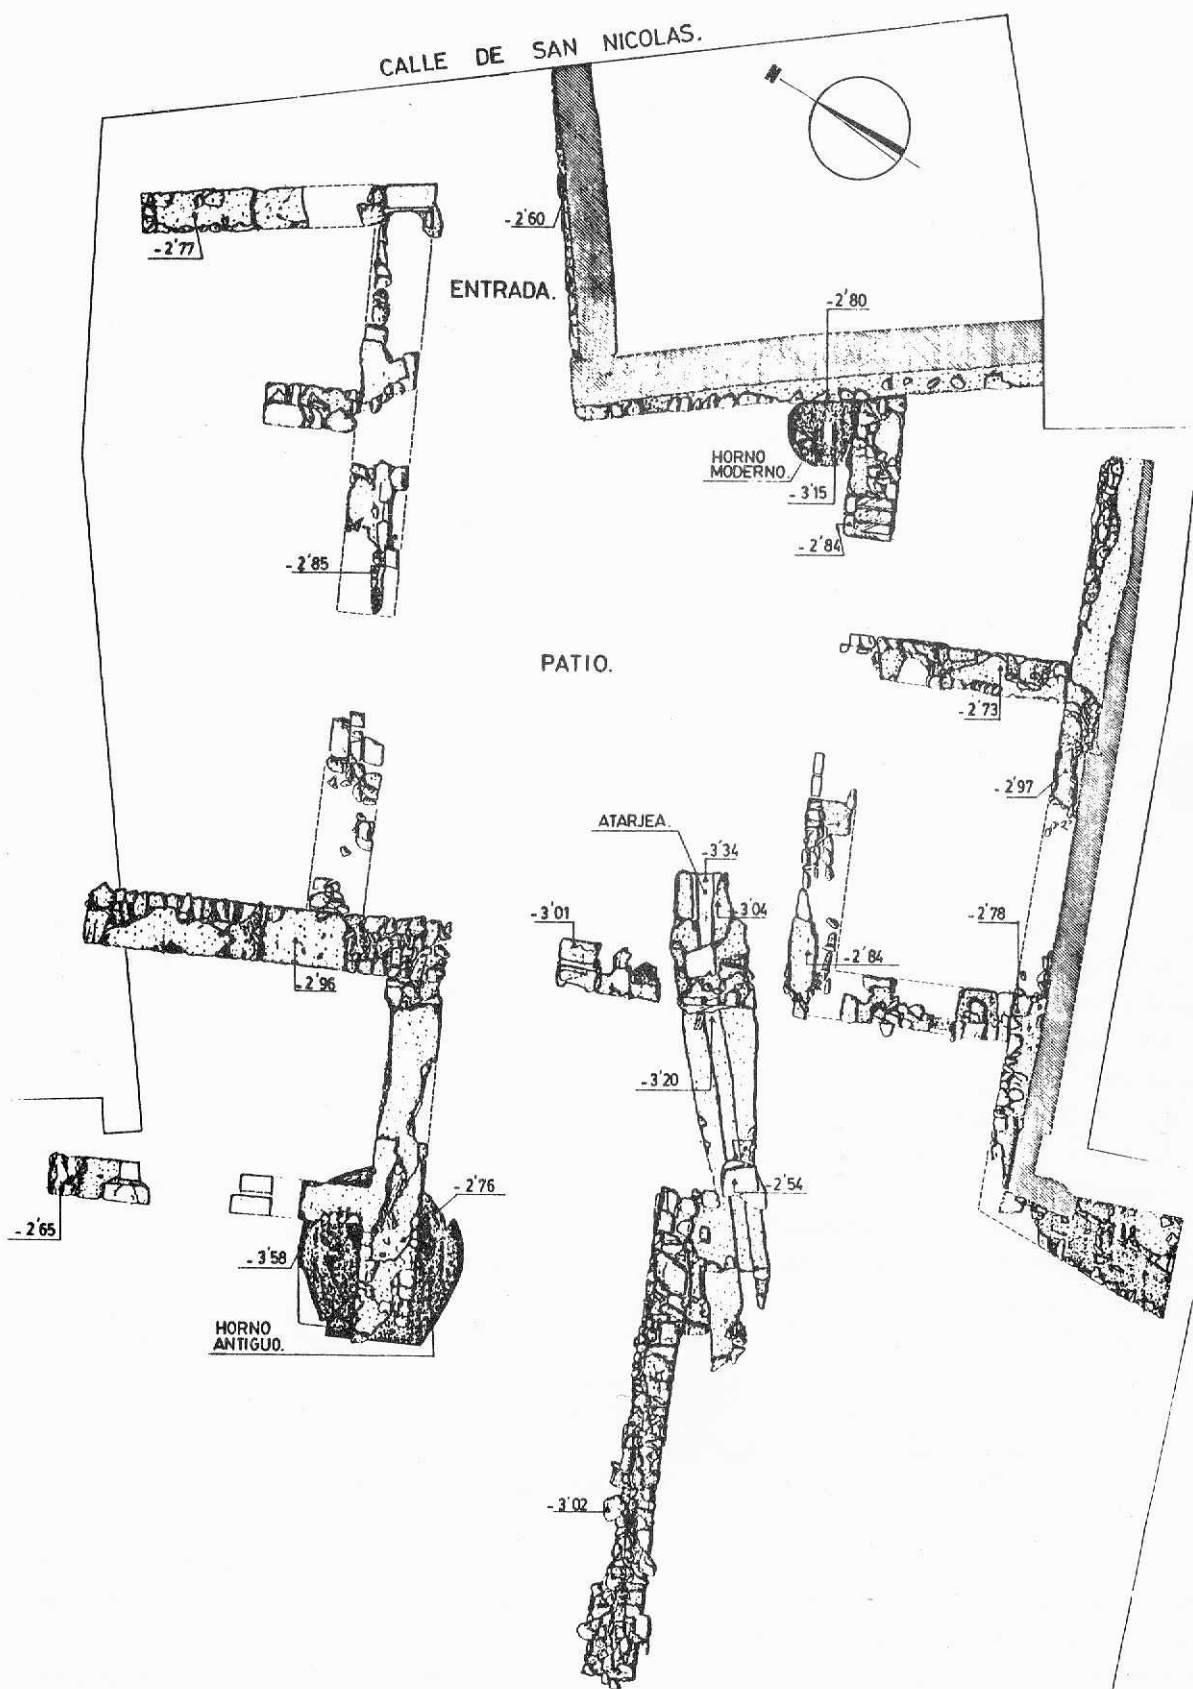 CALLE DE SAN NICOLAS.
N
-2'77
-2'60
ENTRADA.
-2'80
HORNO
MODERNO.
-3'15
-2'84
-2'85
PATIO.
-2'73
-2'97
ATARJEA.
-3'34
-3'04
-3'01
-2'78
-2'84
-2'96
-3'20
-2'76
-2'54
-2'65
-3'58
HORNO
ANTIGUO.
-3'02